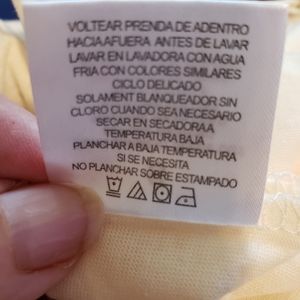 VOLTEAR PRENDA DE ADENTRO
HACIA AFUERA ANTES DE LAVAR
LAVAR EN LAVADORA CON AGUA
FRIA CON COLORES SIMILARES
CICLO DELICADO
SOLAMENT BLANQUEADOR SIN
CLORO CUANDO SEA NECESARIO
SECAR EN SECADORA A
TEMPERATURA BAJA
PLANCHAR A BAJA TEMPERATURA
SI SE NECESITA
NO PLANCHAR SOBRE ESTAMPADO